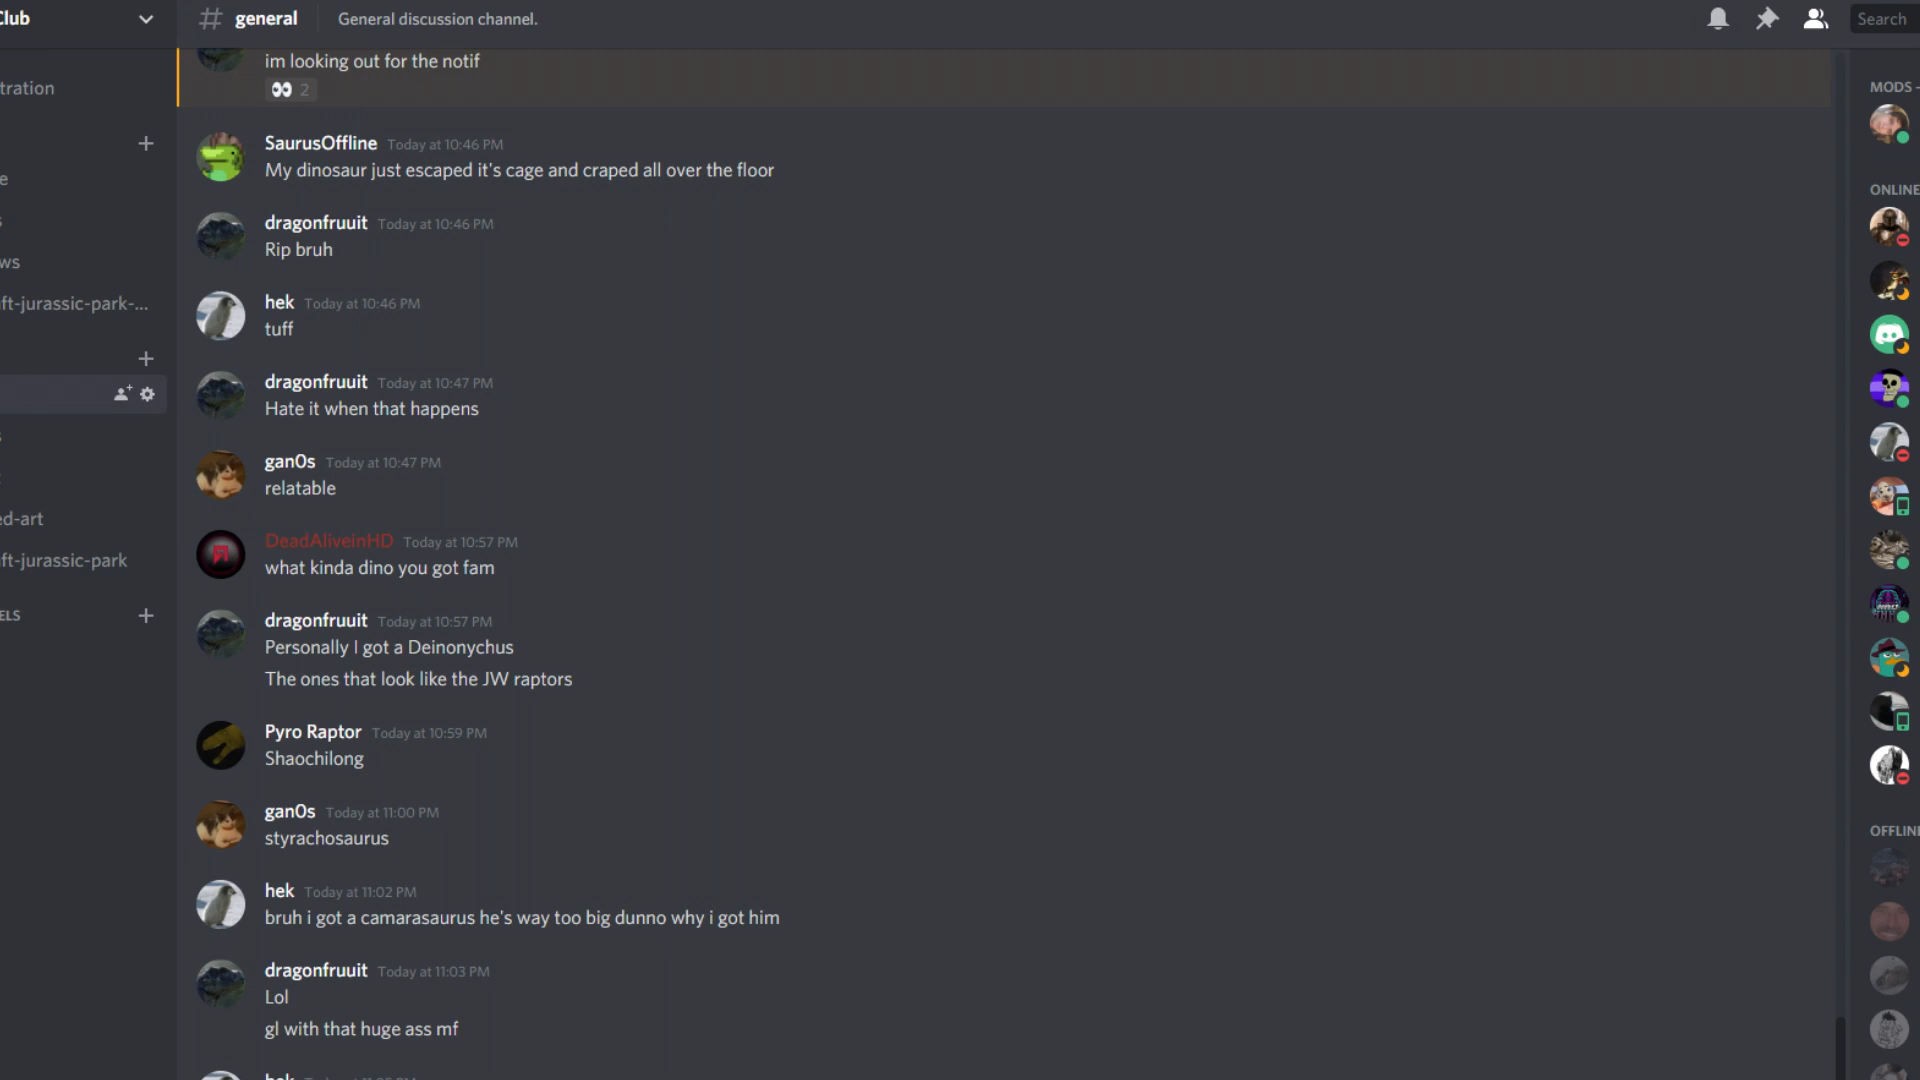 Club
general
General discussion channel.
Search
tration
e
s
ws
ft-jurassic-park-...
s
t
ed-art
ft-jurassic-park
ELS
im looking out for the notif
2
SaurusOffline Today at 10:46 PM
My dinosaur just escaped it's cage and craped all over the floor
dragonfruuit Today at 10:46 PM
Rip bruh
hek Today at 10:46 PM
tuff
dragonfruuit Today at 10:47 PM
Hate it when that happens
gan0s Today at 10:47 PM
relatable
DeadAliveinHD Today at 10:57 PM
what kinda dino you got fam
dragonfruuit Today at 10:57 PM
Personally I got a Deinonychus
The ones that look like the JW raptors
Pyro Raptor Today at 10:59 PM
Shaochilong
gan0s Today at 11:00 PM
styrachosaurus
hek Today at 11:02 PM
bruh i got a camarasaurus he's way too big dunno why i got him
dragonfruuit Today at 11:03 PM
Lol
gl with that huge ass mf
hek
MODS -
ONLINE
OFFLINE